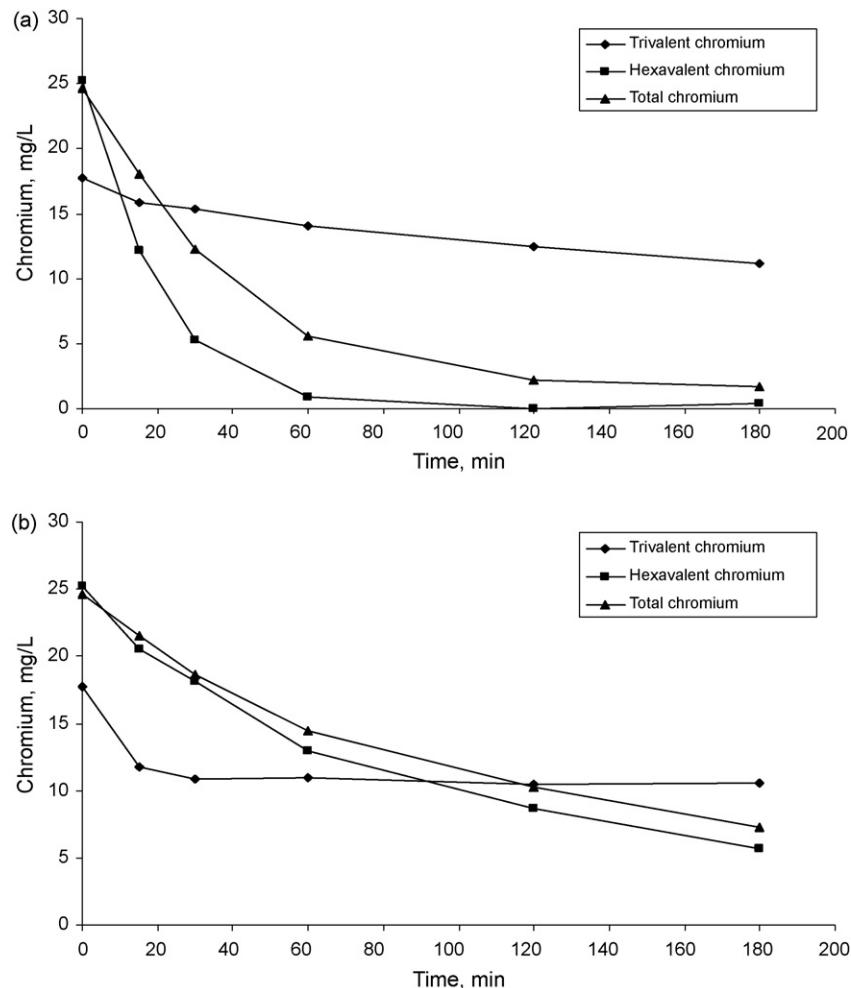 (a)
30
25
20
15
10
5
0
Chromium, mg/L
0 20 40 60 80 100 120 140 160 180 200
Time, min
Trivalent chromium
Hexavalent chromium
Total chromium
(b)
30
25
20
15
10
5
0
Chromium, mg/L
0 20 40 60 80 100 120 140 160 180 200
Time, min
Trivalent chromium
Hexavalent chromium
Total chromium